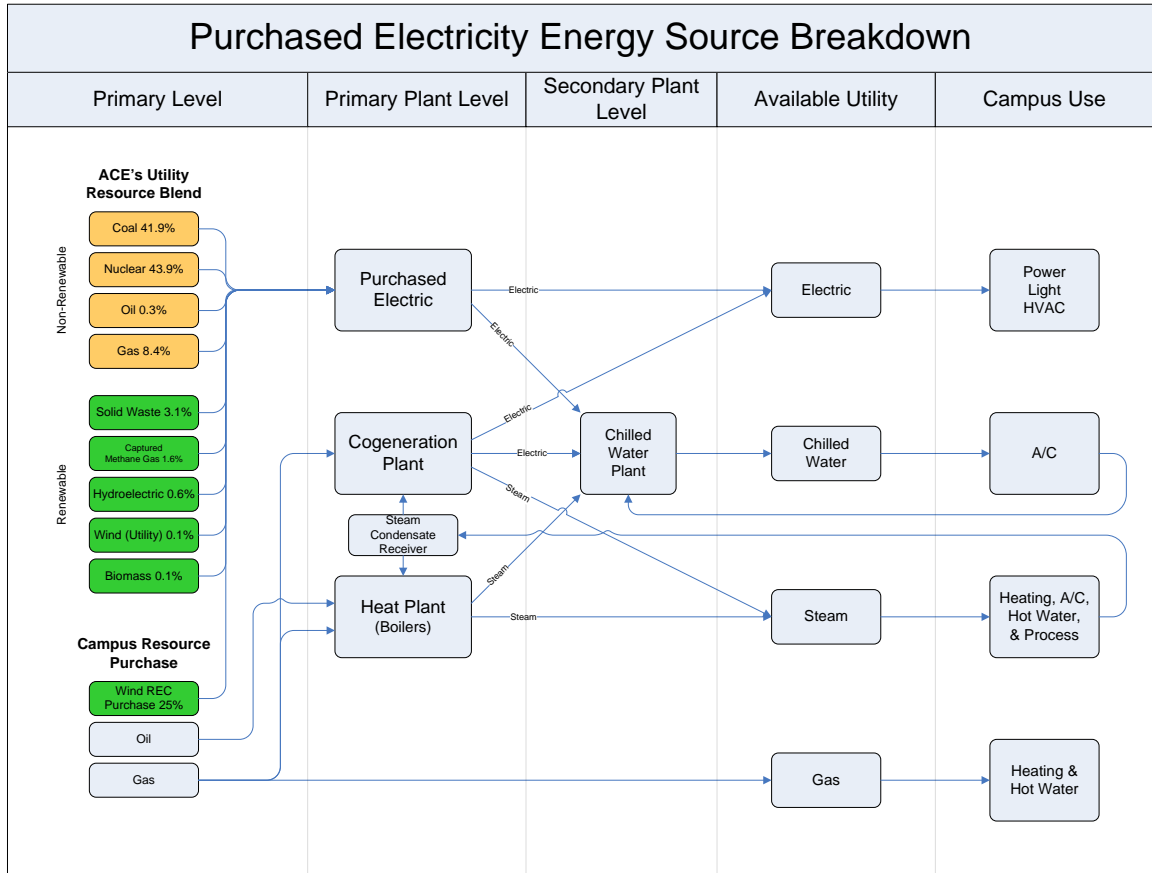 Purchased Electricity Energy Source Breakdown
Primary Level
Primary Plant Level
Secondary Plant
Level
Available Utility
Campus Use
ACE's Utility
Resource Blend
Non-Renewable
Coal 41.9%
Nuclear 43.9%
Oil 0.3%
Gas 8.4%
Renewable
Solid Waste 3.1%
Captured
Methane Gas 1.6%
Hydroelectric 0.6%
Wind (Utility) 0.1%
Biomass 0.1%
Campus Resource
Purchase
Wind REC
Purchase 25%
Oil
Gas
Purchased
Electric
Electric
Electric
Cogeneration
Plant
Electric
Electric
Steam
Steam
Condensate
Receiver
Heat Plant
(Boilers)
Steam
Steam
Chilled
Water
Plant
Electric
Chilled
Water
Steam
Gas
Power
Light
HVAC
A/C
Heating, A/C,
Hot Water,
& Process
Heating &
Hot Water